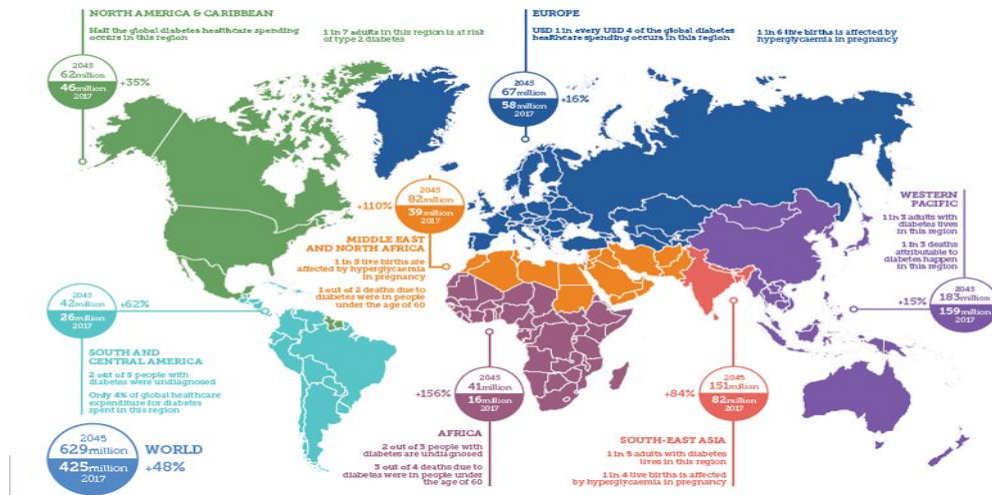 NORTH AMERICA & CARIBBEAN
Half the global diabetes healthcare spending
occurs in this region
1 in 7 adults in this region is at risk
of type 2 diabetes
2045
62million
46million
2017
+35%
EUROPE
USD 1 in every USD 4 of the global diabetes
healthcare spending occurs in this region
1 in 6 live births is affected by
hyperglycaemia in pregnancy
2045
67million
58million
2017
+16%
2045
82million
39million
2017
+110%
MIDDLE EAST
AND NORTH AFRICA
1 in 5 live births are
affected by hyperglycaemia
in pregnancy
1 out of 2 deaths due to
diabetes were in people
under the age of 60
WESTERN
PACIFIC
1 in 3 adults with
diabetes lives
in this region
1 in 3 deaths
attributable to
diabetes happen
in this region
+15%
2045
183million
159million
2017
2045
42million
26million
2017
+62%
SOUTH AND
CENTRAL AMERICA
2 out of 5 people with
diabetes were undiagnosed
Only 4% of global healthcare
expenditure for diabetes
spent in this region
2045
629million
425million
2017
WORLD
+48%
+156%
2045
41million
16million
2017
AFRICA
2 out of 3 people with
diabetes are undiagnosed
3 out of 4 deaths due to
diabetes were in people under
the age of 60
+84%
2045
151million
82million
2017
SOUTH-EAST ASIA
1 in 5 adults with diabetes
lives in this region
1 in 4 live births is affected
by hyperglycaemia in pregnancy